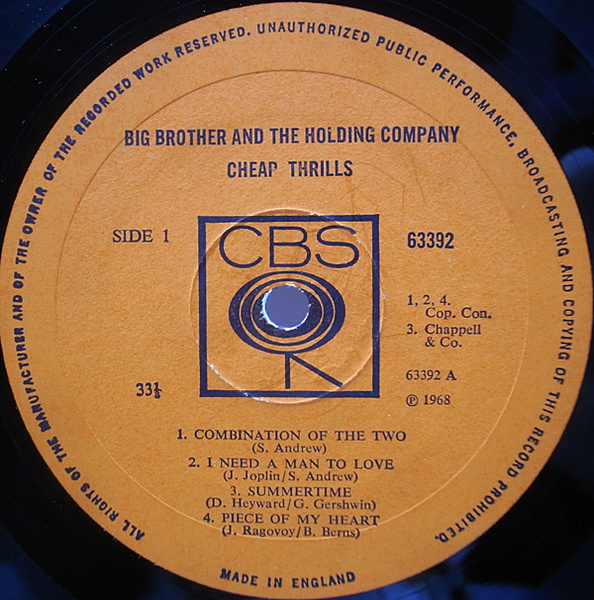 ALL RIGHTS OF THE MANUFACTURER AND OF THE OWNER OF THE RECORDED WORK RESERVED. UNAUTHORIZED PUBLIC PERFORMANCE, BROADCASTING AND COPYING OF THIS RECORD PROHIBITED.
BIG BROTHER AND THE HOLDING COMPANY
CHEAP THRILLS
SIDE 1
CBS
63392
1, 2, 4.
Cop. Con.
3. Chappell
& Co.
33⅓
63392 A
℗ 1968
1. COMBINATION OF THE TWO
(S. Andrew)
2. I NEED A MAN TO LOVE
(J. Joplin/S. Andrew)
3. SUMMERTIME
(D. Heyward/G. Gershwin)
4. PIECE OF MY HEART
(J. Ragovoy/B. Berns)
MADE IN ENGLAND